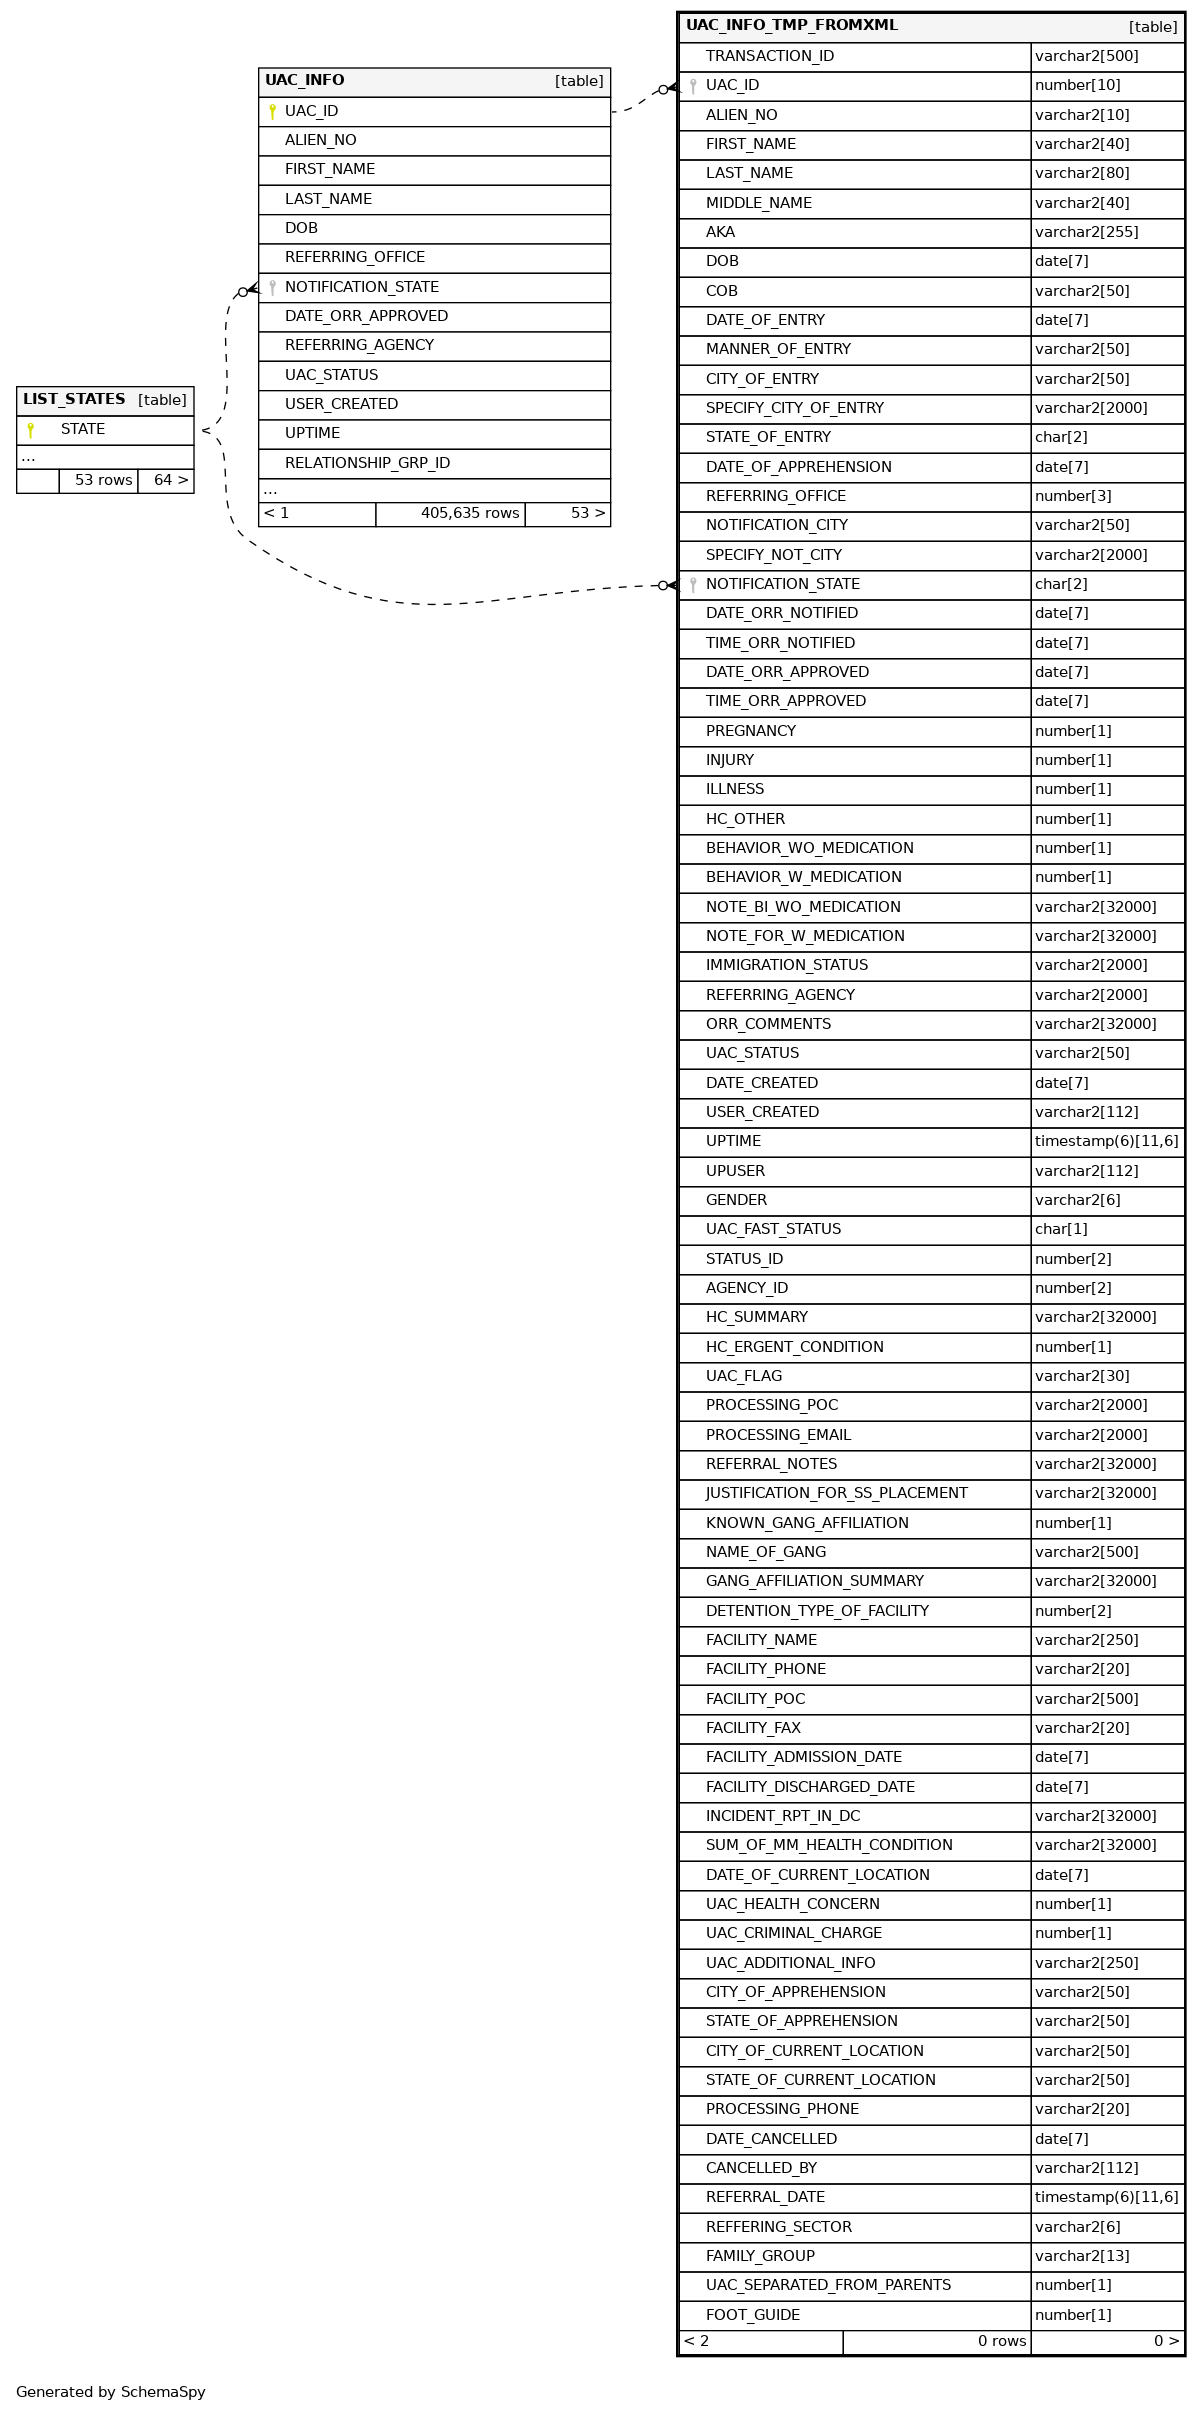 LIST_STATES [table]
STATE
...
53 rows 64 >
UAC_INFO [table]
UAC_ID
ALIEN_NO
FIRST_NAME
LAST_NAME
DOB
REFERRING_OFFICE
NOTIFICATION_STATE
DATE_ORR_APPROVED
REFERRING_AGENCY
UAC_STATUS
USER_CREATED
UPTIME
RELATIONSHIP_GRP_ID
...
< 1 405,635 rows 53 >
UAC_INFO_TMP_FROMXML [table]
TRANSACTION_ID varchar2[500]
UAC_ID number[10]
ALIEN_NO varchar2[10]
FIRST_NAME varchar2[40]
LAST_NAME varchar2[80]
MIDDLE_NAME varchar2[40]
AKA varchar2[255]
DOB date[7]
COB varchar2[50]
DATE_OF_ENTRY date[7]
MANNER_OF_ENTRY varchar2[50]
CITY_OF_ENTRY varchar2[50]
SPECIFY_CITY_OF_ENTRY varchar2[2000]
STATE_OF_ENTRY char[2]
DATE_OF_APPREHENSION date[7]
REFERRING_OFFICE number[3]
NOTIFICATION_CITY varchar2[50]
SPECIFY_NOT_CITY varchar2[2000]
NOTIFICATION_STATE char[2]
DATE_ORR_NOTIFIED date[7]
TIME_ORR_NOTIFIED date[7]
DATE_ORR_APPROVED date[7]
TIME_ORR_APPROVED date[7]
PREGNANCY number[1]
INJURY number[1]
ILLNESS number[1]
HC_OTHER number[1]
BEHAVIOR_WO_MEDICATION number[1]
BEHAVIOR_W_MEDICATION number[1]
NOTE_BI_WO_MEDICATION varchar2[32000]
NOTE_FOR_W_MEDICATION varchar2[32000]
IMMIGRATION_STATUS varchar2[2000]
REFERRING_AGENCY varchar2[2000]
ORR_COMMENTS varchar2[32000]
UAC_STATUS varchar2[50]
DATE_CREATED date[7]
USER_CREATED varchar2[112]
UPTIME timestamp(6)[11,6]
UPUSER varchar2[112]
GENDER varchar2[6]
UAC_FAST_STATUS char[1]
STATUS_ID number[2]
AGENCY_ID number[2]
HC_SUMMARY varchar2[32000]
HC_ERGENT_CONDITION number[1]
UAC_FLAG varchar2[30]
PROCESSING_POC varchar2[2000]
PROCESSING_EMAIL varchar2[2000]
REFERRAL_NOTES varchar2[32000]
JUSTIFICATION_FOR_SS_PLACEMENT varchar2[32000]
KNOWN_GANG_AFFILIATION number[1]
NAME_OF_GANG varchar2[500]
GANG_AFFILIATION_SUMMARY varchar2[32000]
DETENTION_TYPE_OF_FACILITY number[2]
FACILITY_NAME varchar2[250]
FACILITY_PHONE varchar2[20]
FACILITY_POC varchar2[500]
FACILITY_FAX varchar2[20]
FACILITY_ADMISSION_DATE date[7]
FACILITY_DISCHARGED_DATE date[7]
INCIDENT_RPT_IN_DC varchar2[32000]
SUM_OF_MM_HEALTH_CONDITION varchar2[32000]
DATE_OF_CURRENT_LOCATION date[7]
UAC_HEALTH_CONCERN number[1]
UAC_CRIMINAL_CHARGE number[1]
UAC_ADDITIONAL_INFO varchar2[250]
CITY_OF_APPREHENSION varchar2[50]
STATE_OF_APPREHENSION varchar2[50]
CITY_OF_CURRENT_LOCATION varchar2[50]
STATE_OF_CURRENT_LOCATION varchar2[50]
PROCESSING_PHONE varchar2[20]
DATE_CANCELLED date[7]
CANCELLED_BY varchar2[112]
REFERRAL_DATE timestamp(6)[11,6]
REFFERING_SECTOR varchar2[6]
FAMILY_GROUP varchar2[13]
UAC_SEPARATED_FROM_PARENTS number[1]
FOOT_GUIDE number[1]
< 2 0 rows 0 >
Generated by SchemaSpy